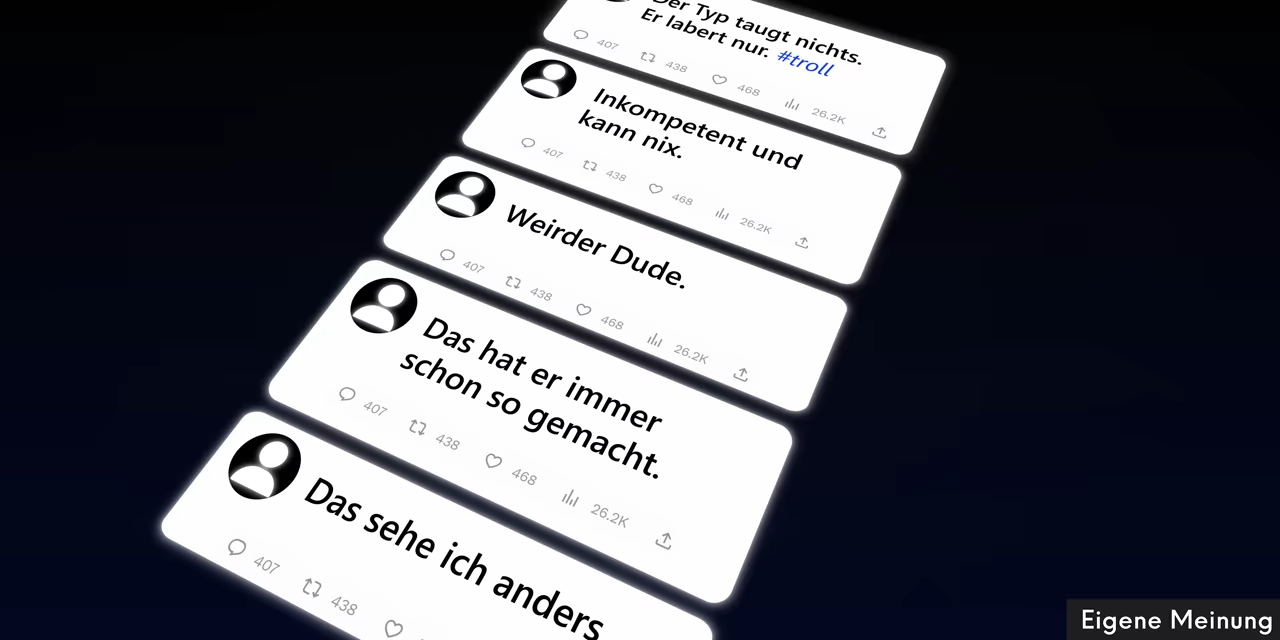 Der Typ taugt nichts.
Er labert nur. #troll
407 438 468 26.2K
Inkompetent und
kann nix.
407 438 468 26.2K
Weirder Dude.
407 438 468 26.2K
Das hat er immer
schon so gemacht.
407 438 468 26.2K
Das sehe ich anders
407 438
Eigene Meinung